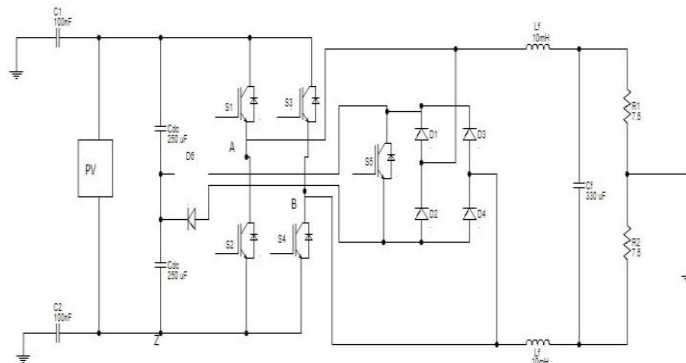 C1
100nF
Lf
10mH
S1
S3
Cdc
250 uF
D6
D1
D3
R1
7.5
A
S5
PV
Cf
330 uF
B
D2
D4
R2
7.5
S2
S4
Cdc
250 uF
C2
100nF
Z
Lf
10mH